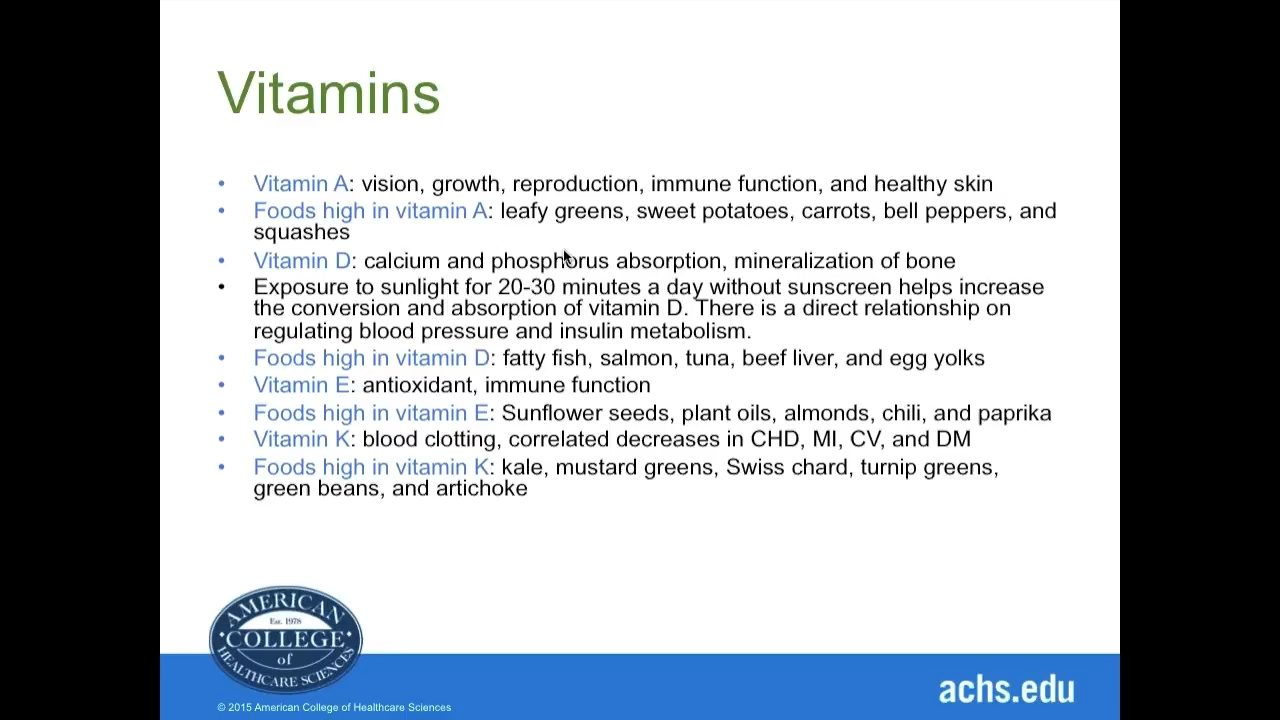 Vitamins
• Vitamin A: vision, growth, reproduction, immune function, and healthy skin
• Foods high in vitamin A: leafy greens, sweet potatoes, carrots, bell peppers, and
squashes
• Vitamin D: calcium and phosphorus absorption, mineralization of bone
• Exposure to sunlight for 20-30 minutes a day without sunscreen helps increase
the conversion and absorption of vitamin D. There is a direct relationship on
regulating blood pressure and insulin metabolism.
• Foods high in vitamin D: fatty fish, salmon, tuna, beef liver, and egg yolks
• Vitamin E: antioxidant, immune function
• Foods high in vitamin E: Sunflower seeds, plant oils, almonds, chili, and paprika
• Vitamin K: blood clotting, correlated decreases in CHD, MI, CV, and DM
• Foods high in vitamin K: kale, mustard greens, Swiss chard, turnip greens,
green beans, and artichoke
AMERICAN
Est. 1978
COLLEGE
of
HEALTHCARE SCIENCES
achs.edu
© 2015 American College of Healthcare Sciences